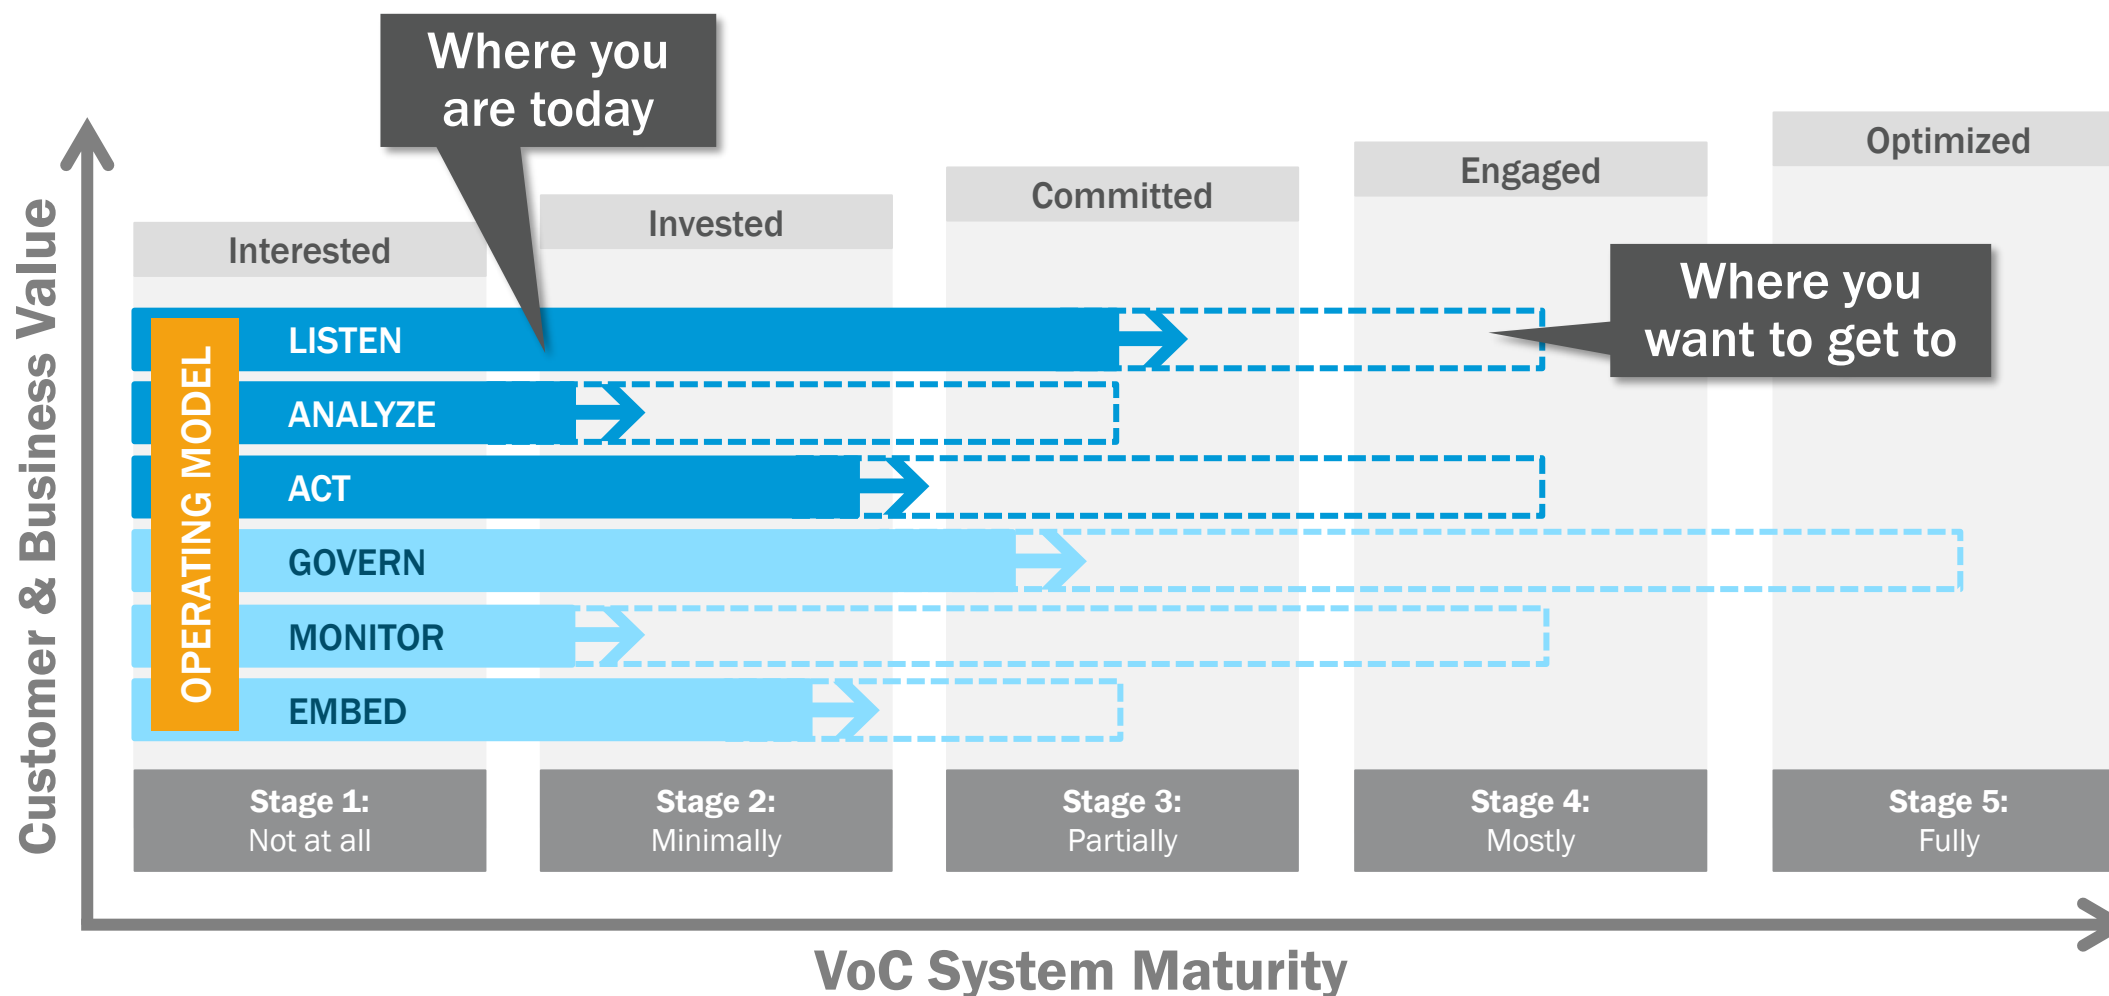 Where you
are today
Interested
Invested
Committed
Engaged
Optimized
Where you
want to get to
Customer & Business Value
OPERATING MODEL
LISTEN
ANALYZE
ACT
GOVERN
MONITOR
EMBED
Stage 1:
Not at all
Stage 2:
Minimally
Stage 3:
Partially
Stage 4:
Mostly
Stage 5:
Fully
VoC System Maturity